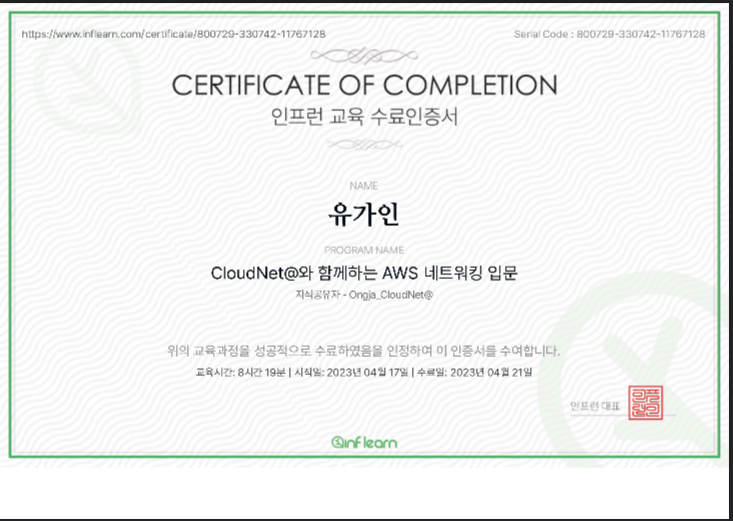 https://www.inflearn.com/certificate/800729-330742-11767128
Serial Code : 800729-330742-11767128
CERTIFICATE OF COMPLETION
인프런 교육 수료인증서
NAME
유가인
PROGRAM NAME
CloudNet@와 함께하는 AWS 네트워킹 입문
지식공유자 - Ongja_CloudNet@
위의 교육과정을 성공적으로 수료하였음을 인정하여 이 인증서를 수여합니다.
교육시간: 8시간 19분 | 시작일: 2023년 04월 17일 | 수료일: 2023년 04월 21일
인프런 대표
inflearn